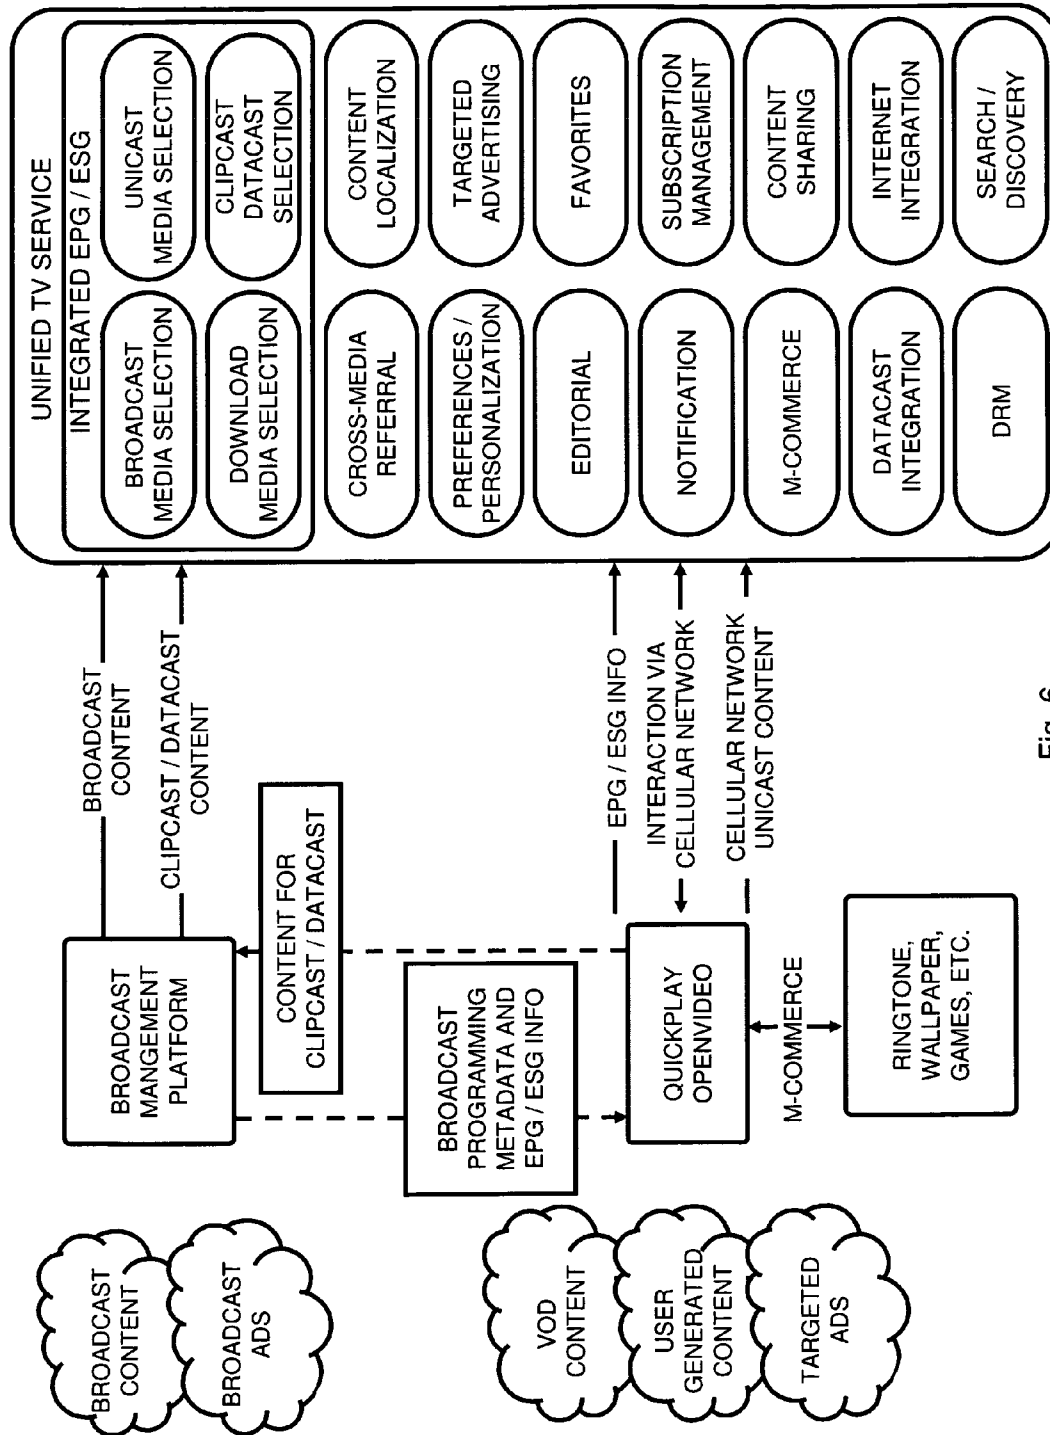 UNIFIED TV SERVICE
INTEGRATED EPG / ESG
BROADCAST
MEDIA SELECTION
UNICAST
MEDIA SELECTION
DOWNLOAD
MEDIA SELECTION
CLIPCAST
DATACAST
SELECTION
CROSS-MEDIA
REFERRAL
CONTENT
LOCALIZATION
PREFERENCES /
PERSONALIZATION
TARGETED
ADVERTISING
EDITORIAL
FAVORITES
NOTIFICATION
SUBSCRIPTION
MANAGEMENT
M-COMMERCE
CONTENT
SHARING
DATACAST
INTEGRATION
INTERNET
INTEGRATION
DRM
SEARCH /
DISCOVERY
BROADCAST
CONTENT
CLIPCAST / DATACAST
CONTENT
EPG / ESG INFO
INTERACTION VIA
CELLULAR NETWORK
CELLULAR NETWORK
UNICAST CONTENT
BROADCAST
MANGEMENT
PLATFORM
CONTENT FOR
CLIPCAST / DATACAST
BROADCAST
PROGRAMMING
METADATA AND
EPG / ESG INFO
QUICKPLAY
OPENVIDEO
M-COMMERCE
RINGTONE,
WALLPAPER,
GAMES, ETC.
BROADCAST
CONTENT
BROADCAST
ADS
VOD
CONTENT
USER
GENERATED
CONTENT
TARGETED
ADS
Fig. 6